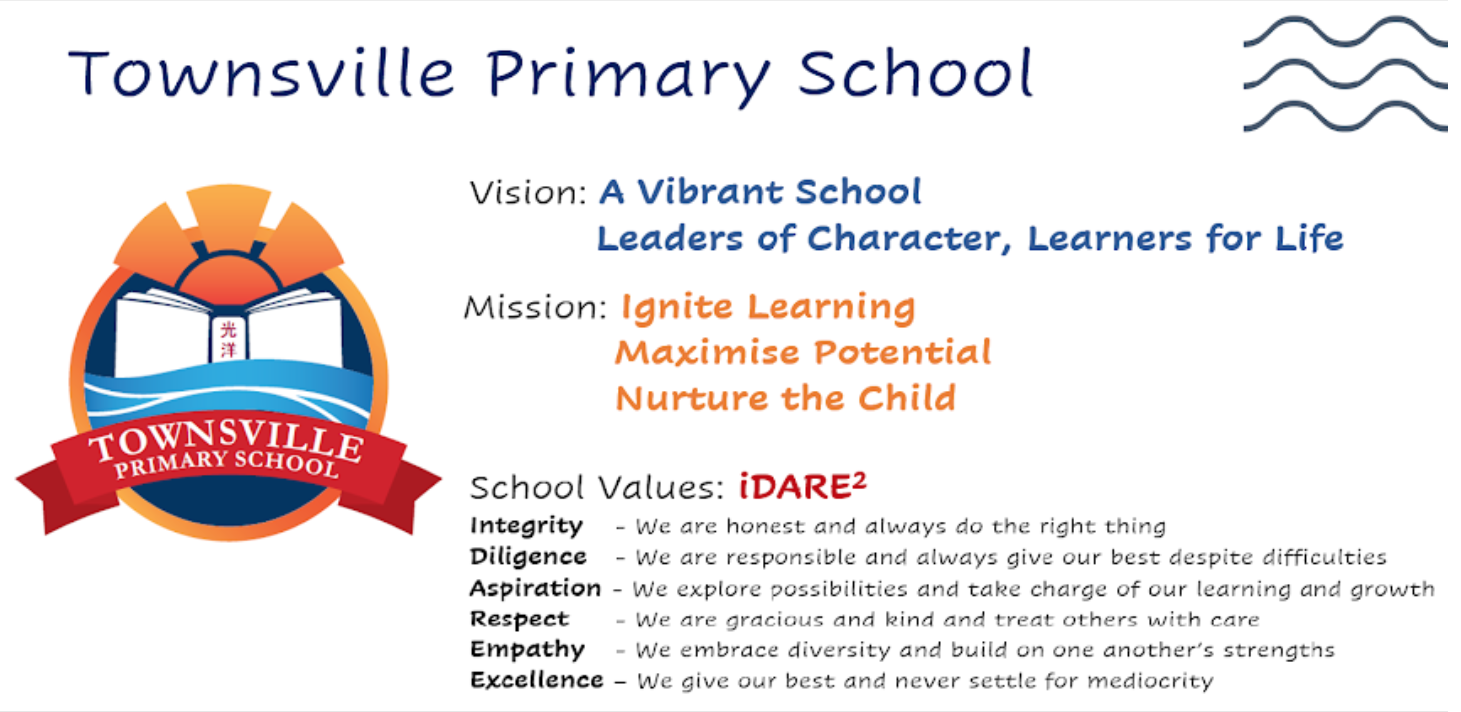 Townsville Primary School
Vision: A Vibrant School
Leaders of Character, Learners for Life
Mission: Ignite Learning
Maximise Potential
Nurture the Child
光
洋
TOWNSVILLE
PRIMARY SCHOOL
School Values: iDARE²
Integrity - We are honest and always do the right thing
Diligence - We are responsible and always give our best despite difficulties
Aspiration - We explore possibilities and take charge of our learning and growth
Respect - We are gracious and kind and treat others with care
Empathy - We embrace diversity and build on one another's strengths
Excellence – We give our best and never settle for mediocrity